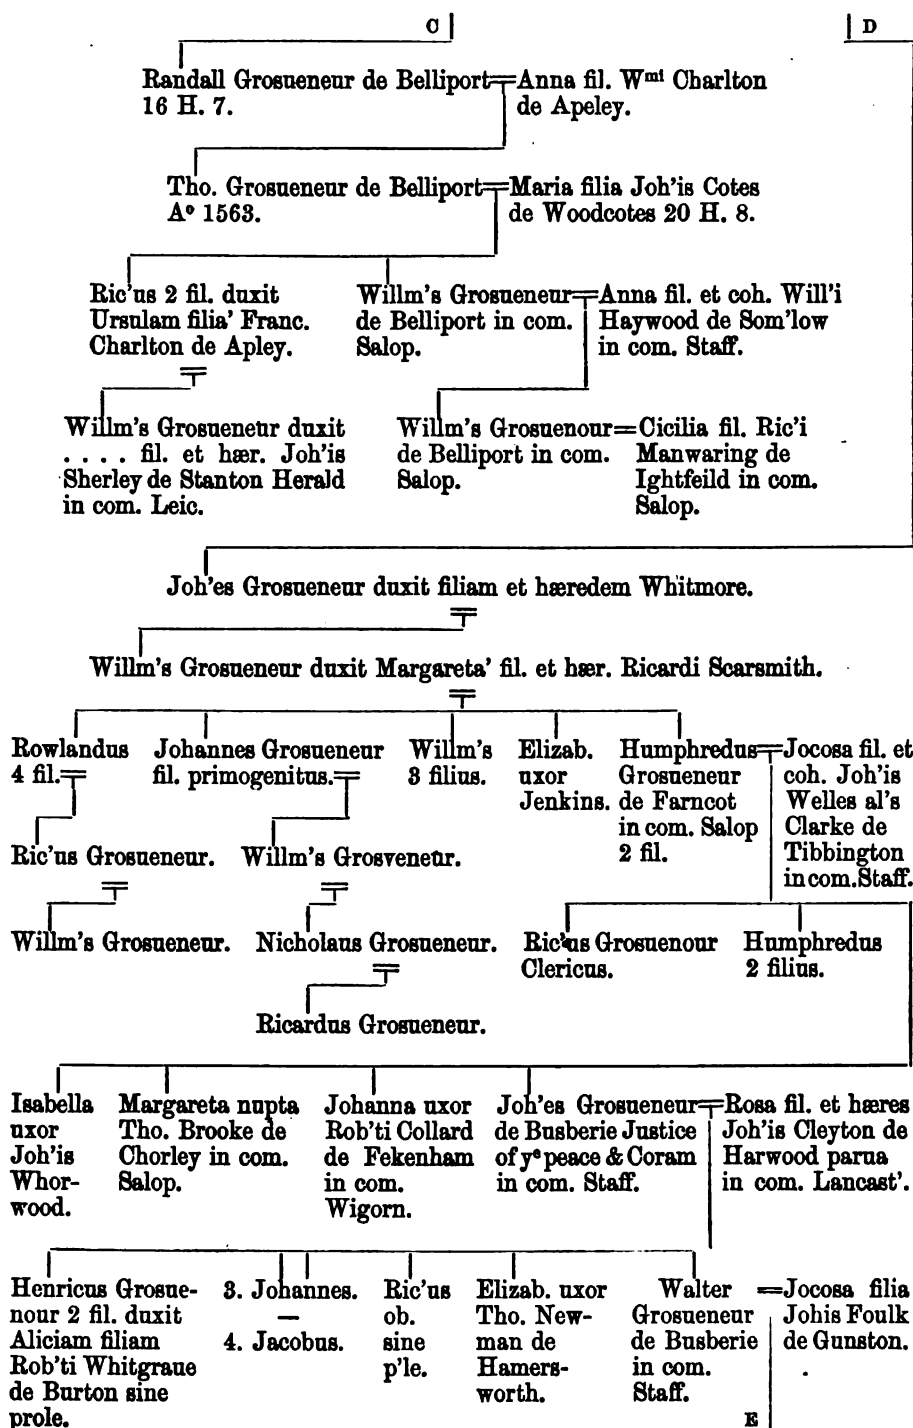 C D
Randall Grosueneur de Belliport=Anna fil. Wᵐⁱ Charlton
16 H. 7. de Apeley.
Tho. Grosueneur de Belliport=Maria filia Joh'is Cotes
Aº 1563. de Woodcotes 20 H. 8.
Ric'us 2 fil. duxit
Ursulam filia' Franc.
Charlton de Apley.
Willm's Grosueneur=Anna fil. et coh. Will'i
de Belliport in com. Haywood de Som'low
Salop. in com. Staff.
Willm's Grosueneur duxit
. . . . fil. et hær. Joh'is
Sherley de Stanton Herald
in com. Leic.
Willm's Grosuenour=Cicilia fil. Ric'i
de Belliport in com. Manwaring de
Salop. Ightfeild in com.
Salop.
Joh'es Grosueneur duxit filiam et hæredem Whitmore.
Willm's Grosueneur duxit Margareta' fil. et hær. Ricardi Scarsmith.
Rowlandus
4 fil.=
Johannes Grosueneur
fil. primogenitus.=
Willm's
3 filius.
Elizab.
uxor
Jenkins.
Humphredus=Jocosa fil. et
Grosueneur coh. Joh'is
de Farncot Welles al's
in com. Salop Clarke de
2 fil. Tibbington
in com. Staff.
Ric'us Grosueneur. Willm's Grosveneur.
Willm's Grosueneur. Nicholaus Grosueneur.
Ric'us Grosuenour
Clericus.
Humphredus
2 filius.
Ricardus Grosueneur.
Isabella
uxor
Joh'is
Whor-
wood.
Margareta nupta
Tho. Brooke de
Chorley in com.
Salop.
Johanna uxor
Rob'ti Collard
de Fekenham
in com.
Wigorn.
Joh'es Grosueneur=Rosa fil. et hæres
de Busberie Justice Joh'is Cleyton de
of yᵉ peace & Coram Harwood parua
in com. Staff. in com. Lancast'.
Henricus Grosue-
nour 2 fil. duxit
Aliciam filiam
Rob'ti Whitgraue
de Burton sine
prole.
3. Johannes.
—
4. Jacobus.
Ric'us
ob.
sine
p'le.
Elizab. uxor
Tho. New-
man de
Hamers-
worth.
Walter =Jocosa filia
Grosueneur Johis Foulk
de Busberie de Gunston.
in com.
Staff.
E